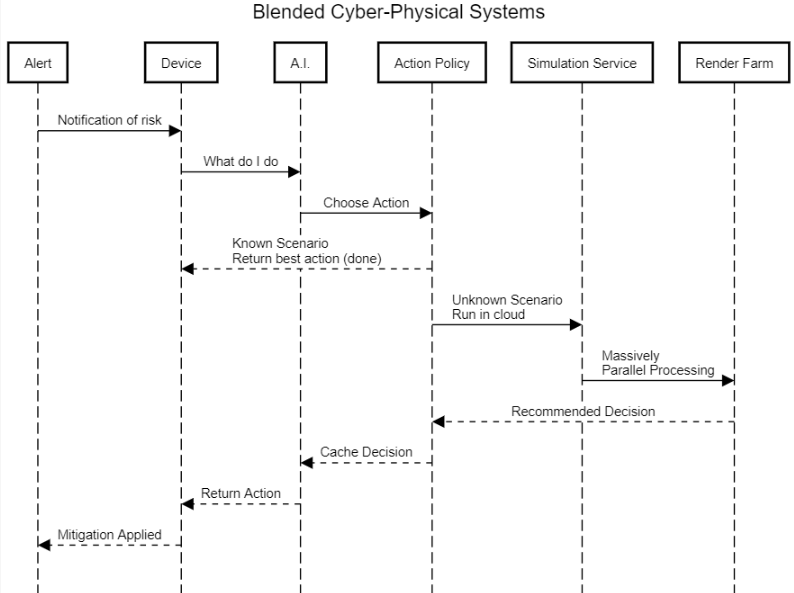 Blended Cyber-Physical Systems
Alert
Device
A.I.
Action Policy
Simulation Service
Render Farm
Notification of risk
What do I do
Choose Action
Known Scenario
Return best action (done)
Unknown Scenario
Run in cloud
Massively
Parallel Processing
Recommended Decision
Cache Decision
Return Action
Mitigation Applied